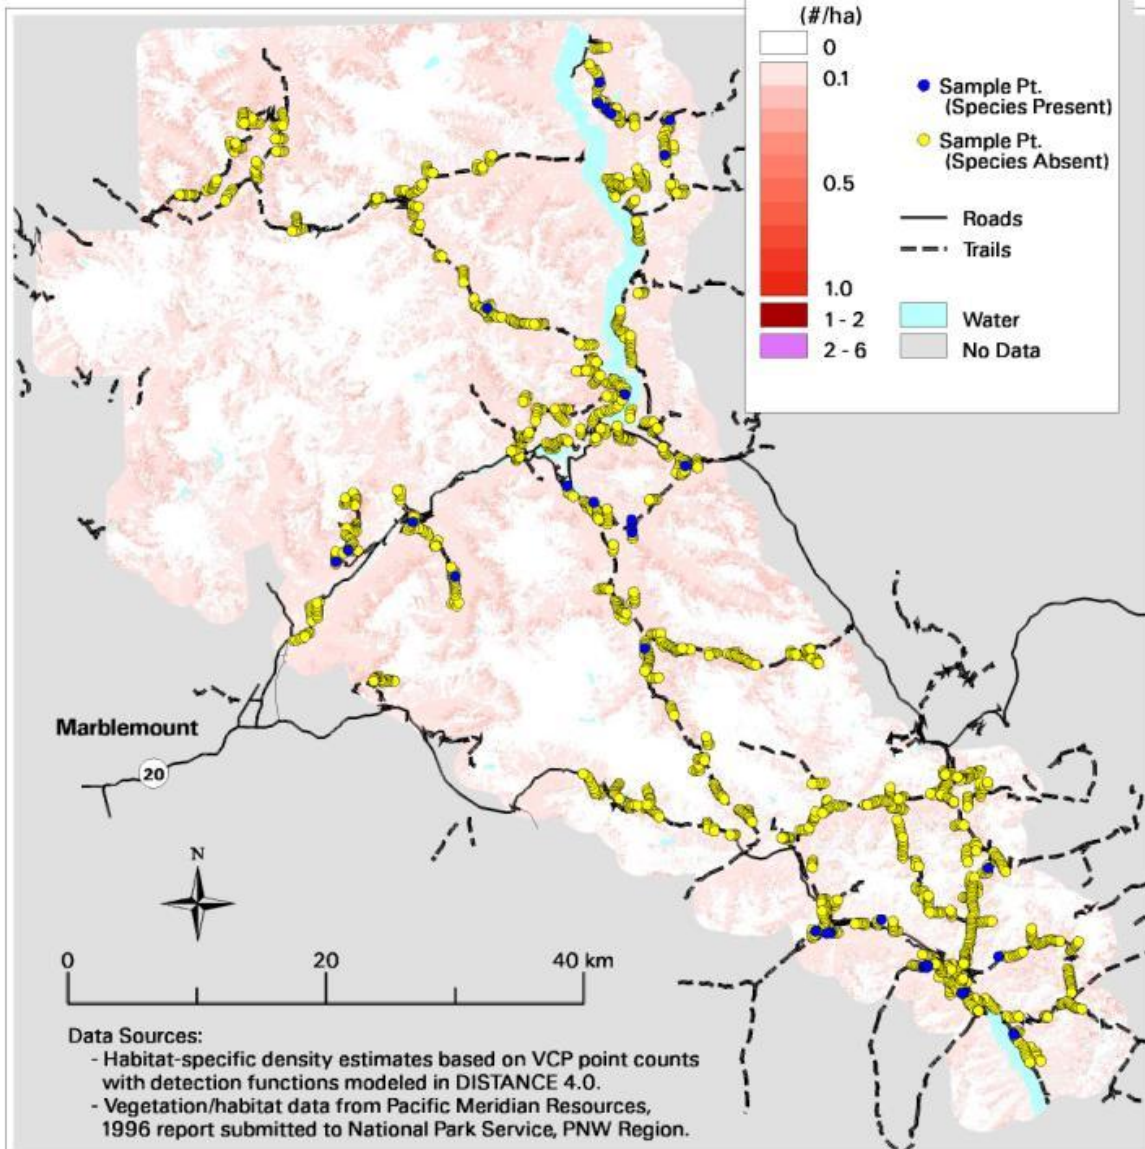 (#/ha)
0
0.1
0.5
1.0
1 - 2
2 - 6
Sample Pt.
(Species Present)
Sample Pt.
(Species Absent)
Roads
Trails
Water
No Data
Marblemount
20
N
0 20 40 km
Data Sources:
- Habitat-specific density estimates based on VCP point counts
with detection functions modeled in DISTANCE 4.0.
- Vegetation/habitat data from Pacific Meridian Resources,
1996 report submitted to National Park Service, PNW Region.